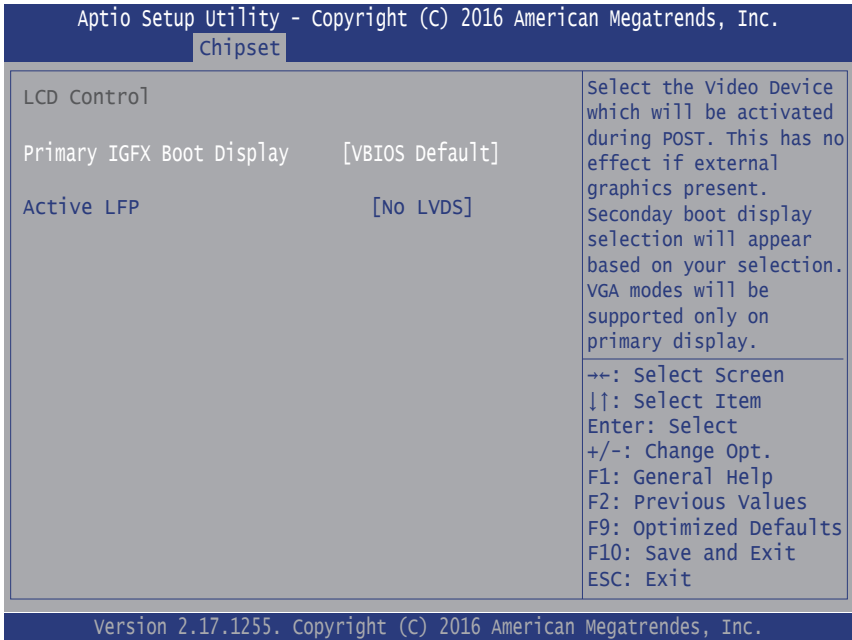 Aptio Setup Utility - Copyright (C) 2016 American Megatrends, Inc.
Chipset
LCD Control
Primary IGFX Boot Display [VBIOS Default]
Active LFP [No LVDS]
Select the Video Device
which will be activated
during POST. This has no
effect if external
graphics present.
Seconday boot display
selection will appear
based on your selection.
VGA modes will be
supported only on
primary display.
→←: Select Screen
↓↑: Select Item
Enter: Select
+/-: Change Opt.
F1: General Help
F2: Previous Values
F9: Optimized Defaults
F10: Save and Exit
ESC: Exit
Version 2.17.1255. Copyright (C) 2016 American Megatrendes, Inc.